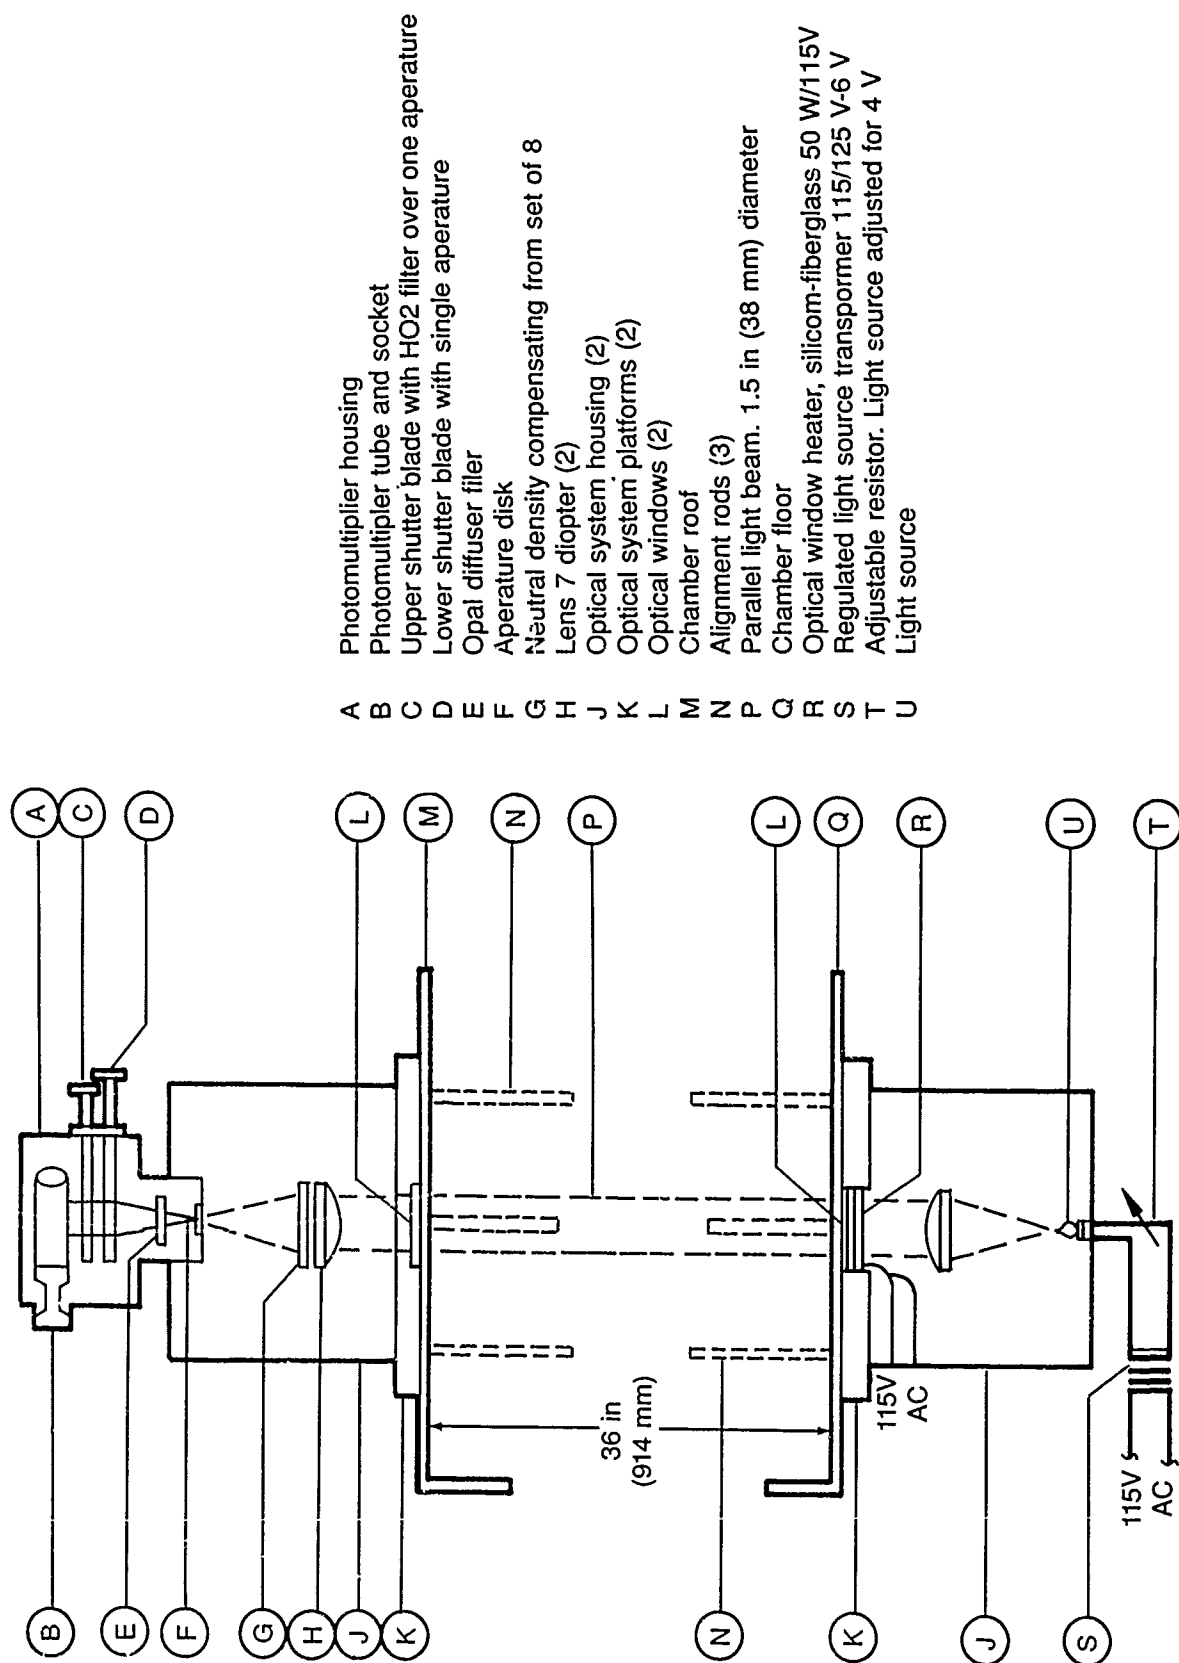 A
C
D
L
M
N
P
L
Q
R
U
T
B
E
F
G
H
J
K
N
K
J
S
36 in
(914 mm)
115V
AC
115V
AC
A Photomultiplier housing
B Photomultipler tube and socket
C Upper shutter blade with HO2 filter over one aperature
D Lower shutter blade with single aperature
E Opal diffuser filer
F Aperature disk
G Neutral density compensating from set of 8
H Lens 7 diopter (2)
J Optical system housing (2)
K Optical system platforms (2)
L Optical windows (2)
M Chamber roof
N Alignment rods (3)
P Parallel light beam. 1.5 in (38 mm) diameter
Q Chamber floor
R Optical window heater, silicom-fiberglass 50 W/115V
S Regulated light source transpormer 115/125 V-6 V
T Adjustable resistor. Light source adjusted for 4 V
U Light source